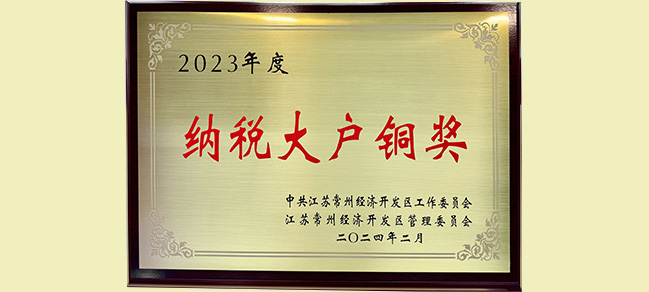 2023年度
纳税大户铜奖
中共江苏常州经济开发区工作委员会
江苏常州经济开发区管理委员会
二〇二四年二月